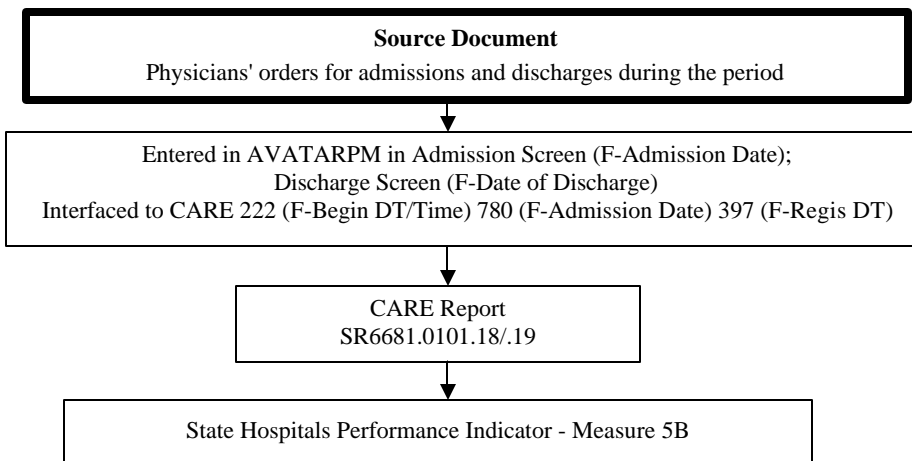 Source Document
Physicians' orders for admissions and discharges during the period
Entered in AVATARPM in Admission Screen (F-Admission Date);
Discharge Screen (F-Date of Discharge)
Interfaced to CARE 222 (F-Begin DT/Time) 780 (F-Admission Date) 397 (F-Regis DT)
CARE Report
SR6681.0101.18/.19
State Hospitals Performance Indicator - Measure 5B